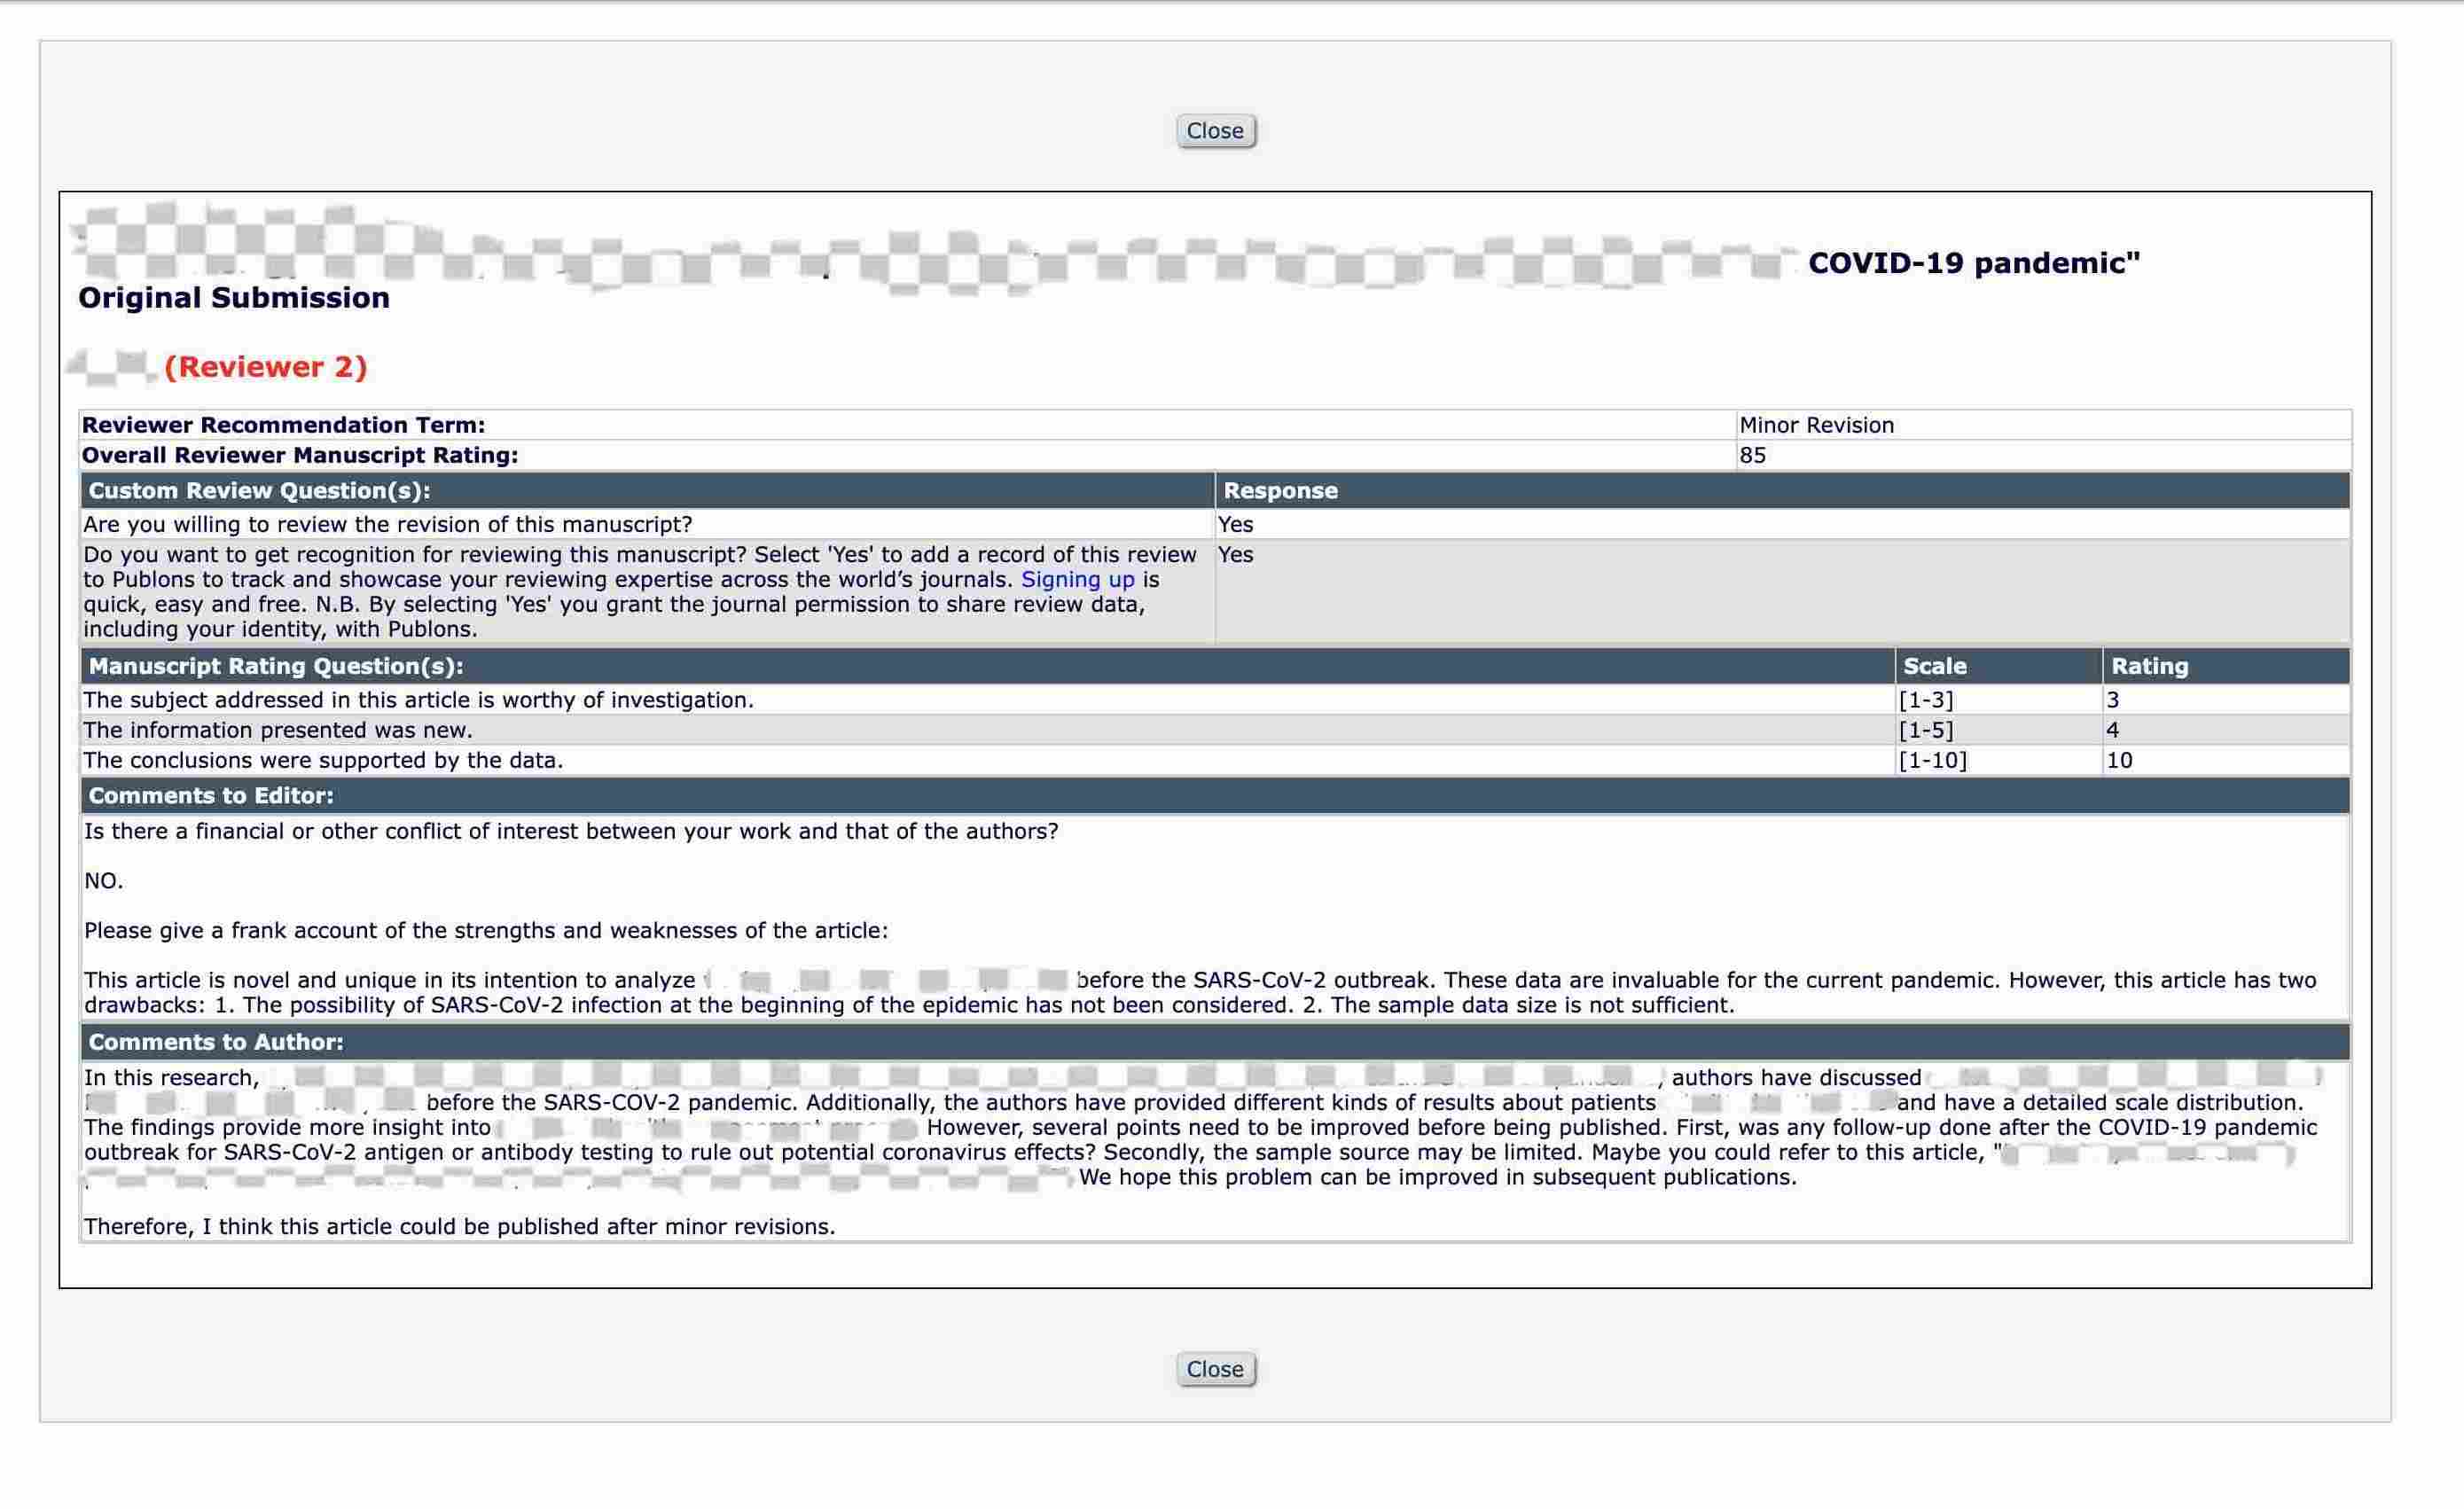 Close
COVID-19 pandemic"
Original Submission
(Reviewer 2)
Reviewer Recommendation Term: Minor Revision
Overall Reviewer Manuscript Rating: 85
Custom Review Question(s): Response
Are you willing to review the revision of this manuscript? Yes
Do you want to get recognition for reviewing this manuscript? Select 'Yes' to add a record of this review Yes
to Publons to track and showcase your reviewing expertise across the world’s journals. Signing up is
quick, easy and free. N.B. By selecting 'Yes' you grant the journal permission to share review data,
including your identity, with Publons.
Manuscript Rating Question(s): Scale Rating
The subject addressed in this article is worthy of investigation. [1-3] 3
The information presented was new. [1-5] 4
The conclusions were supported by the data. [1-10] 10
Comments to Editor:
Is there a financial or other conflict of interest between your work and that of the authors?
NO.
Please give a frank account of the strengths and weaknesses of the article:
This article is novel and unique in its intention to analyze before the SARS-CoV-2 outbreak. These data are invaluable for the current pandemic. However, this article has two
drawbacks: 1. The possibility of SARS-CoV-2 infection at the beginning of the epidemic has not been considered. 2. The sample data size is not sufficient.
Comments to Author:
In this research, , authors have discussed
before the SARS-COV-2 pandemic. Additionally, the authors have provided different kinds of results about patients and have a detailed scale distribution.
The findings provide more insight into However, several points need to be improved before being published. First, was any follow-up done after the COVID-19 pandemic
outbreak for SARS-CoV-2 antigen or antibody testing to rule out potential coronavirus effects? Secondly, the sample source may be limited. Maybe you could refer to this article, "
We hope this problem can be improved in subsequent publications.
Therefore, I think this article could be published after minor revisions.
Close